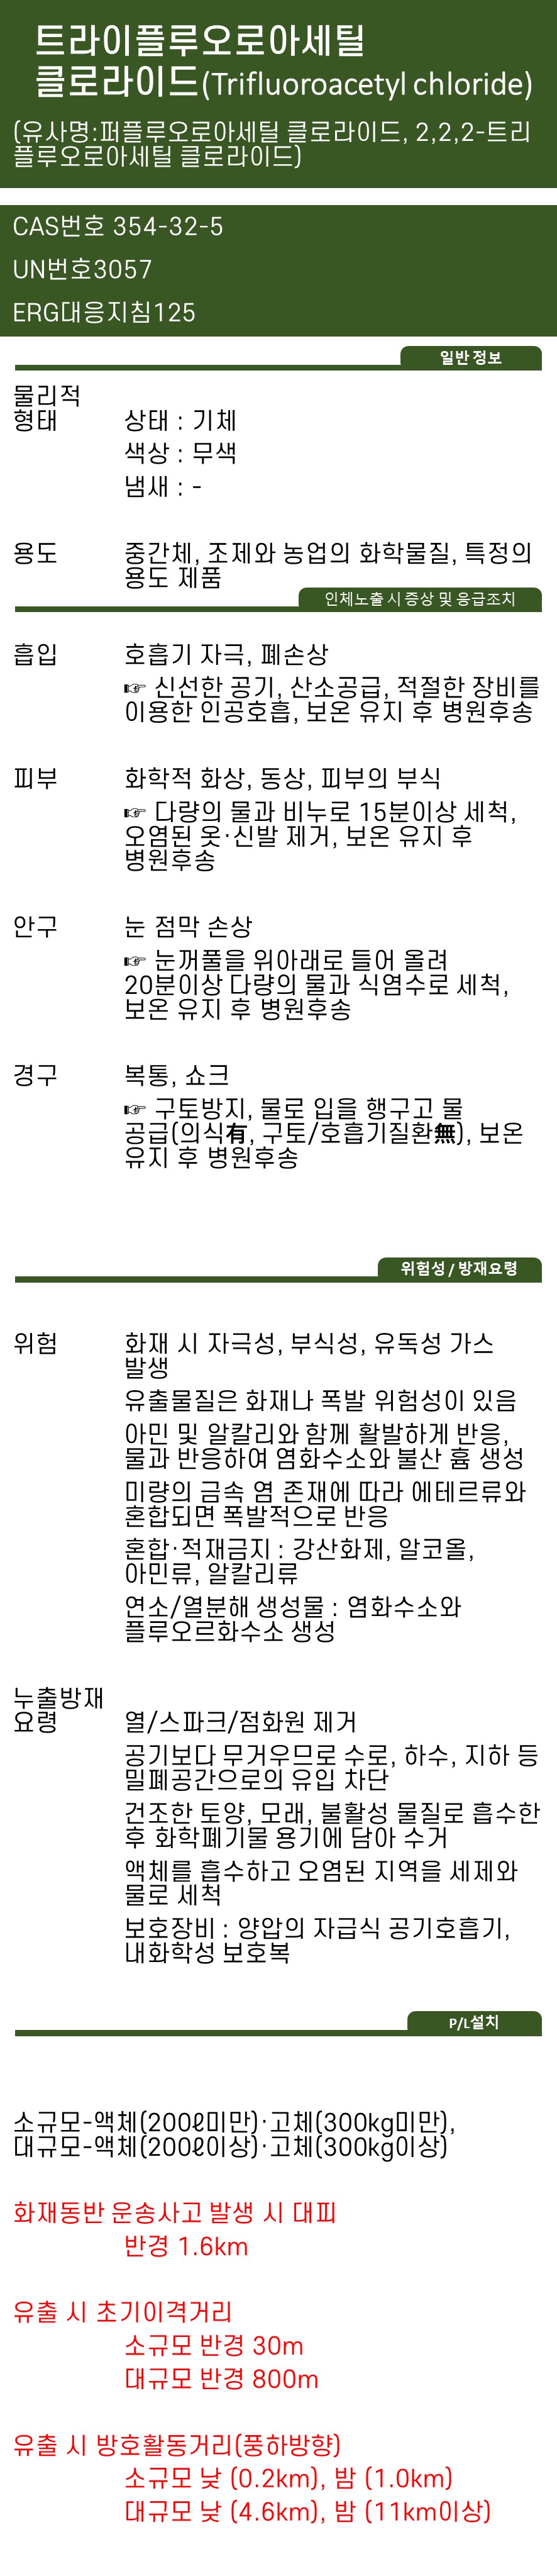 트라이플루오로아세틸
클로라이드(Trifluoroacetyl chloride)
(유사명:퍼플루오로아세틸 클로라이드, 2,2,2-트리
플루오로아세틸 클로라이드)
CAS번호 354-32-5
UN번호3057
ERG대응지침125
일반 정보
물리적
형태 상태 : 기체
색상 : 무색
냄새 : -
용도 중간체, 조제와 농업의 화학물질, 특정의
용도 제품
인체노출 시 증상 및 응급조치
흡입 호흡기 자극, 폐손상
☞ 신선한 공기, 산소공급, 적절한 장비를
이용한 인공호흡, 보온 유지 후 병원후송
피부 화학적 화상, 동상, 피부의 부식
☞ 다량의 물과 비누로 15분이상 세척,
오염된 옷·신발 제거, 보온 유지 후
병원후송
안구 눈 점막 손상
☞ 눈꺼풀을 위아래로 들어 올려
20분이상 다량의 물과 식염수로 세척,
보온 유지 후 병원후송
경구 복통, 쇼크
☞ 구토방지, 물로 입을 행구고 물
공급(의식有, 구토/호흡기질환無), 보온
유지 후 병원후송
위험성 / 방재요령
위험 화재 시 자극성, 부식성, 유독성 가스
발생
유출물질은 화재나 폭발 위험성이 있음
아민 및 알칼리와 함께 활발하게 반응,
물과 반응하여 염화수소와 불산 흄 생성
미량의 금속 염 존재에 따라 에테르류와
혼합되면 폭발적으로 반응
혼합·적재금지 : 강산화제, 알코올,
아민류, 알칼리류
연소/열분해 생성물 : 염화수소와
플루오르화수소 생성
누출방재
요령 열/스파크/점화원 제거
공기보다 무거우므로 수로, 하수, 지하 등
밀폐공간으로의 유입 차단
건조한 토양, 모래, 불활성 물질로 흡수한
후 화학폐기물 용기에 담아 수거
액체를 흡수하고 오염된 지역을 세제와
물로 세척
보호장비 : 양압의 자급식 공기호흡기,
내화학성 보호복
P/L설치
소규모-액체(200ℓ미만)·고체(300kg미만),
대규모-액체(200ℓ이상)·고체(300kg이상)
화재동반 운송사고 발생 시 대피
반경 1.6km
유출 시 초기이격거리
소규모 반경 30m
대규모 반경 800m
유출 시 방호활동거리(풍하방향)
소규모 낮 (0.2km), 밤 (1.0km)
대규모 낮 (4.6km), 밤 (11km이상)